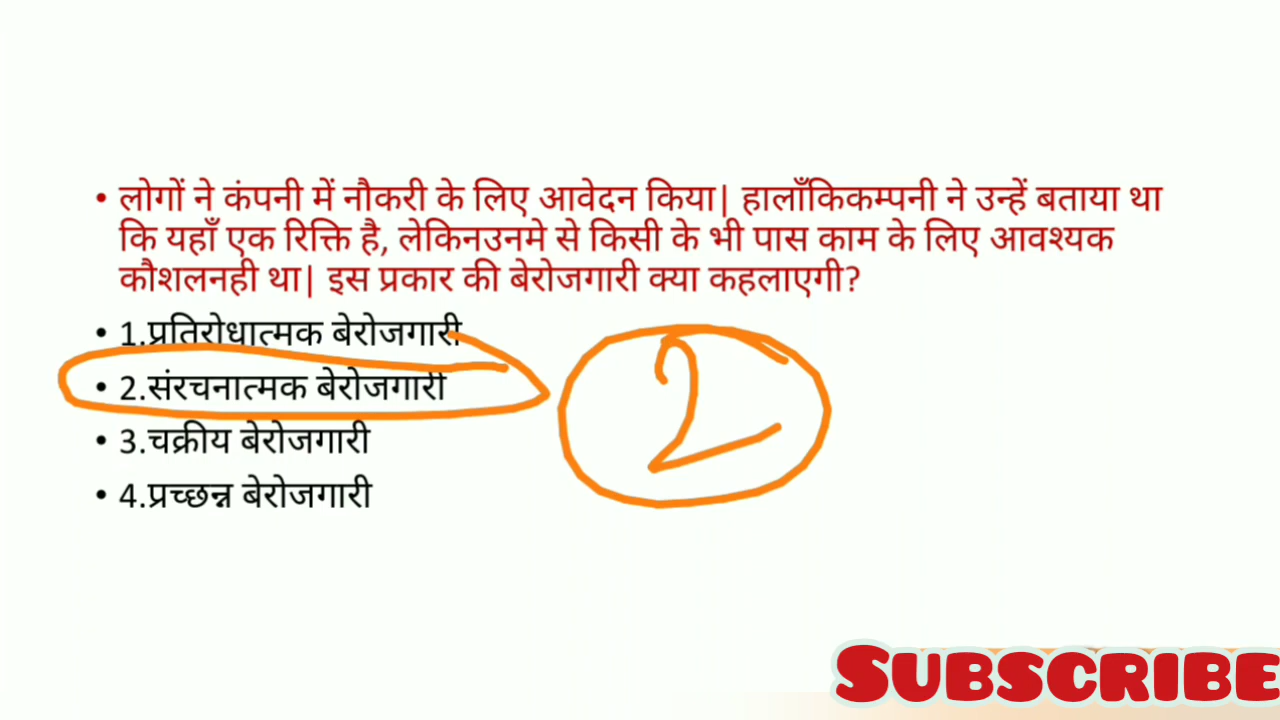 • लोगों ने कंपनी में नौकरी के लिए आवेदन किया| हालाँकिकम्पनी ने उन्हें बताया था
कि यहाँ एक रिक्ति है, लेकिनउनमे से किसी के भी पास काम के लिए आवश्यक
कौशलनही था| इस प्रकार की बेरोजगारी क्या कहलाएगी?
• 1.प्रतिरोधात्मक बेरोजगारी
• 2.संरचनात्मक बेरोजगारी
• 3.चक्रीय बेरोजगारी
• 4.प्रच्छन्न बेरोजगारी
2
SUBSCRIBE